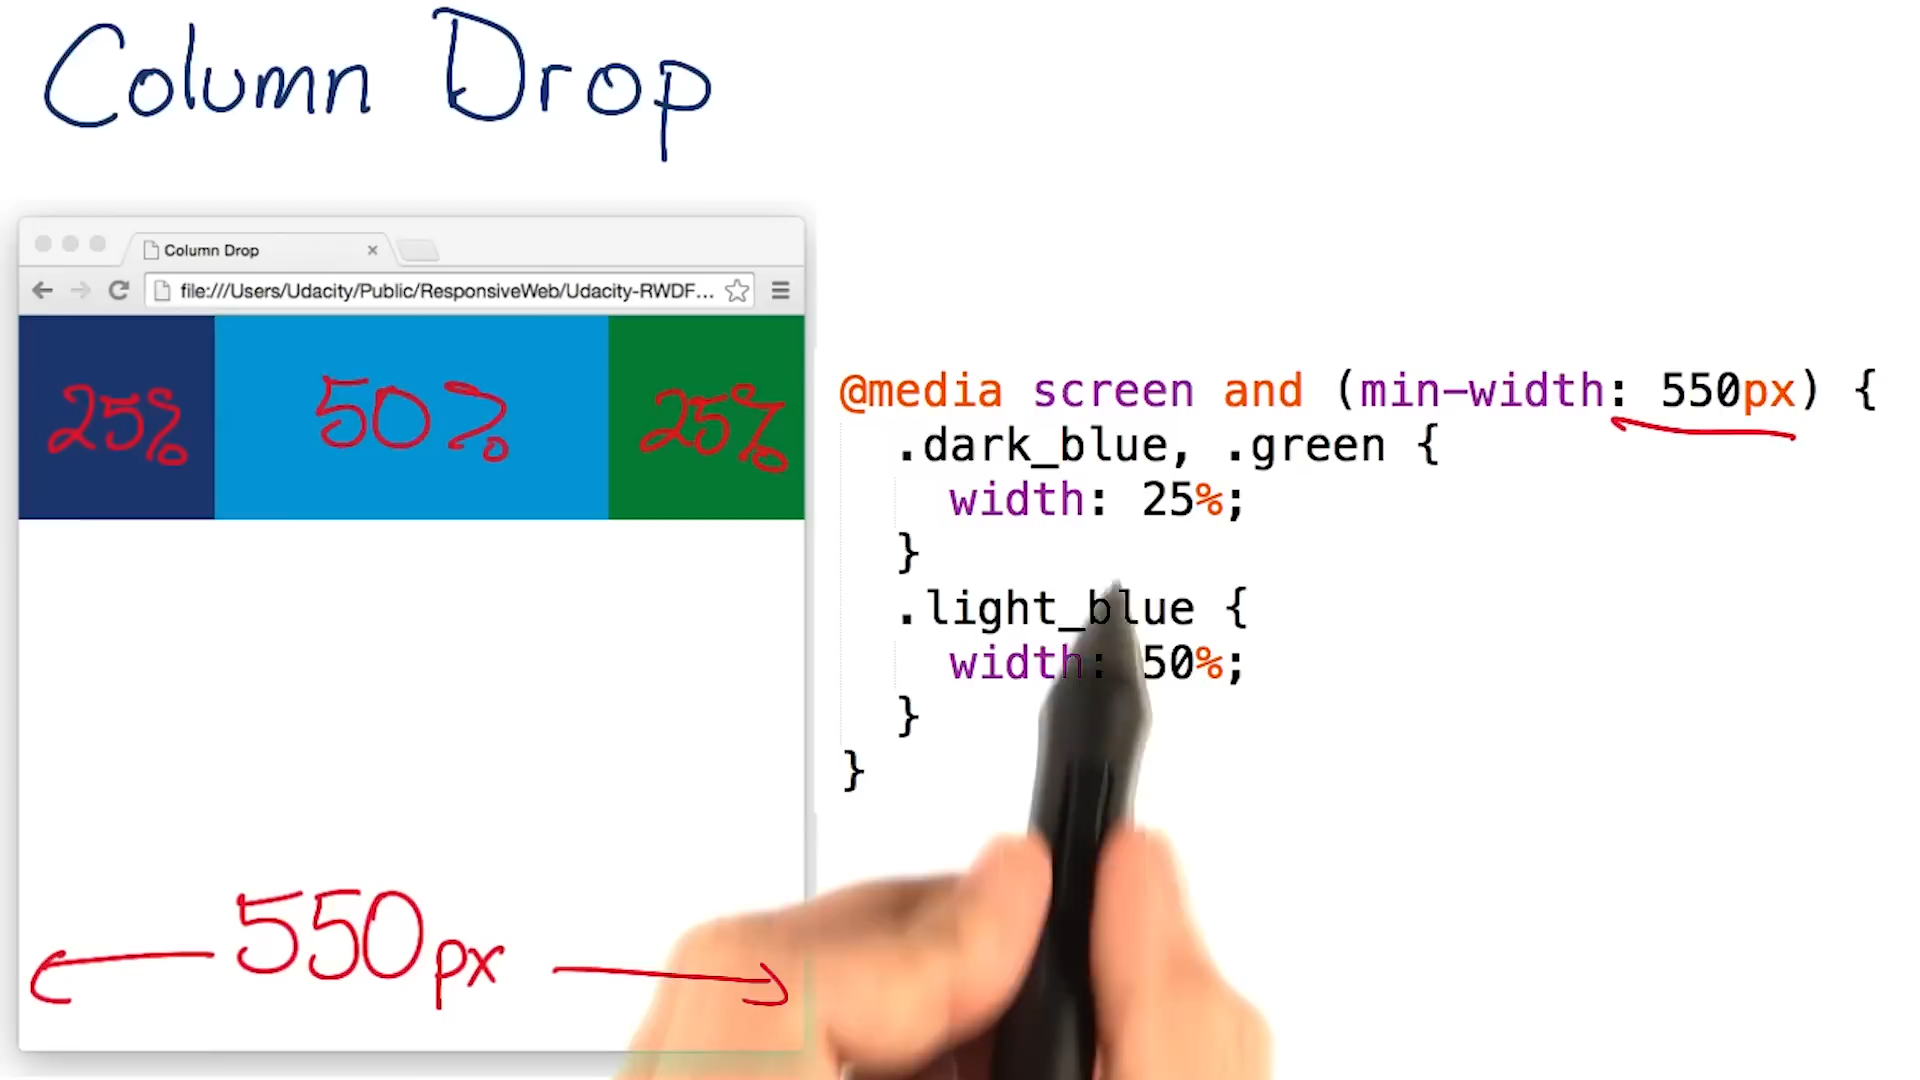 Column Drop
Column Drop
file:///Users/Udacity/Public/ResponsiveWeb/Udacity-RWDF...
25% 50% 25%
@media screen and (min-width: 550px) {
.dark_blue, .green {
width: 25%;
}
.light_blue {
width: 50%;
}
}
550px